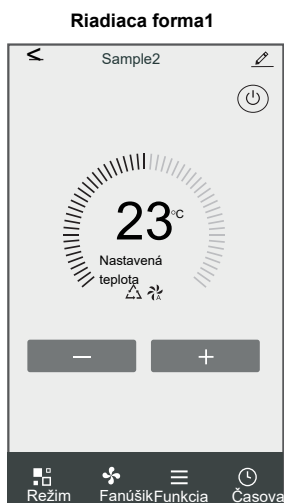 Riadiaca forma1
Sample2
23°C
Nastavená
teplota
A
Režim Fanúšik Funkcia Časova